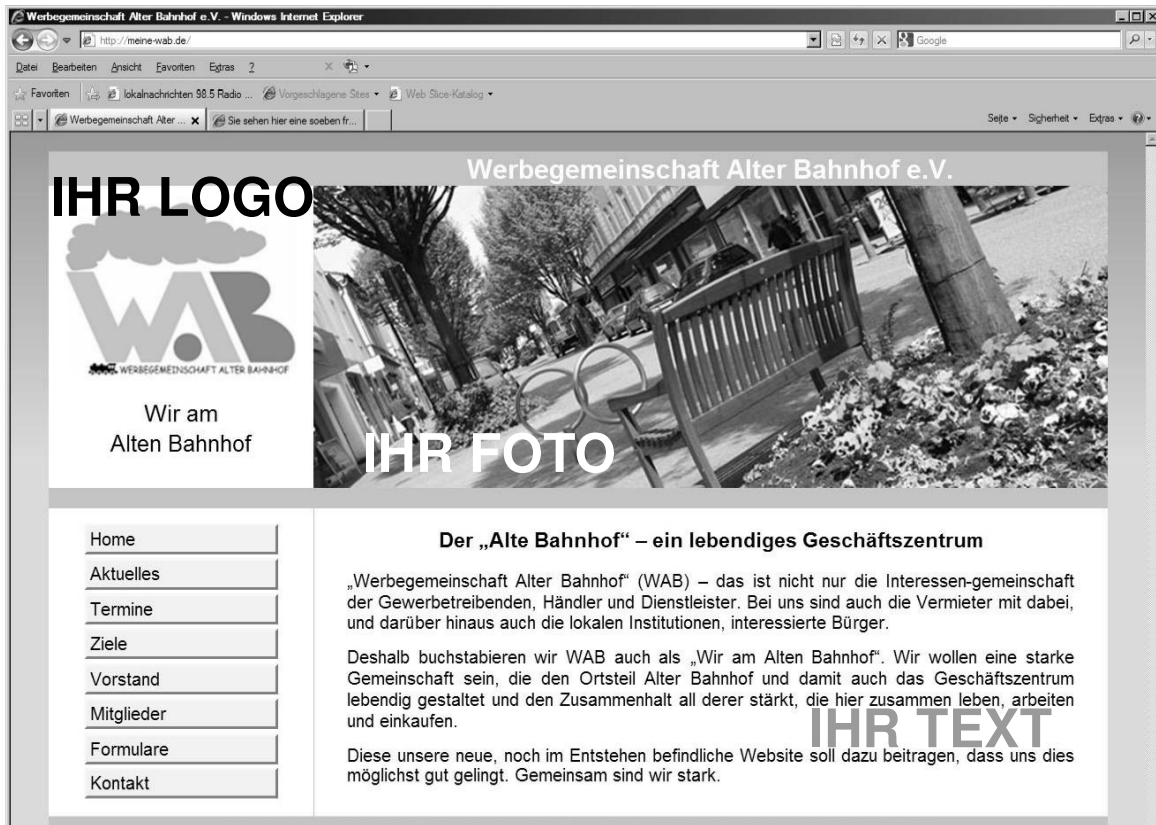 Werbegemeinschaft Alter Bahnhof e.V. - Windows Internet Explorer
http://meine-wab.de/
Google
Datei Bearbeiten Ansicht Favoriten Extras ?
Favoriten lokalnachrichten 98.5 Radio ... Vorgeschlagene Sites Web Slice-Katalog
Werbegemeinschaft Alter ... Sie sehen hier eine soeben fr...
Seite Sicherheit Extras
Werbegemeinschaft Alter Bahnhof e.V.
IHR LOGO
WAB
WERBEGEMEINSCHAFT ALTER BAHNHOF
Wir am
Alten Bahnhof
IHR FOTO
Home
Aktuelles
Termine
Ziele
Vorstand
Mitglieder
Formulare
Kontakt
Der „Alte Bahnhof“ – ein lebendiges Geschäftszentrum
„Werbegemeinschaft Alter Bahnhof“ (WAB) – das ist nicht nur die Interessen-gemeinschaft
der Gewerbetreibenden, Händler und Dienstleister. Bei uns sind auch die Vermieter mit dabei,
und darüber hinaus auch die lokalen Institutionen, interessierte Bürger.
Deshalb buchstabieren wir WAB auch als „Wir am Alten Bahnhof“. Wir wollen eine starke
Gemeinschaft sein, die den Ortsteil Alter Bahnhof und damit auch das Geschäftszentrum
lebendig gestaltet und den Zusammenhalt all derer stärkt, die hier zusammen leben, arbeiten
und einkaufen.
IHR TEXT
Diese unsere neue, noch im Entstehen befindliche Website soll dazu beitragen, dass uns dies
möglichst gut gelingt. Gemeinsam sind wir stark.